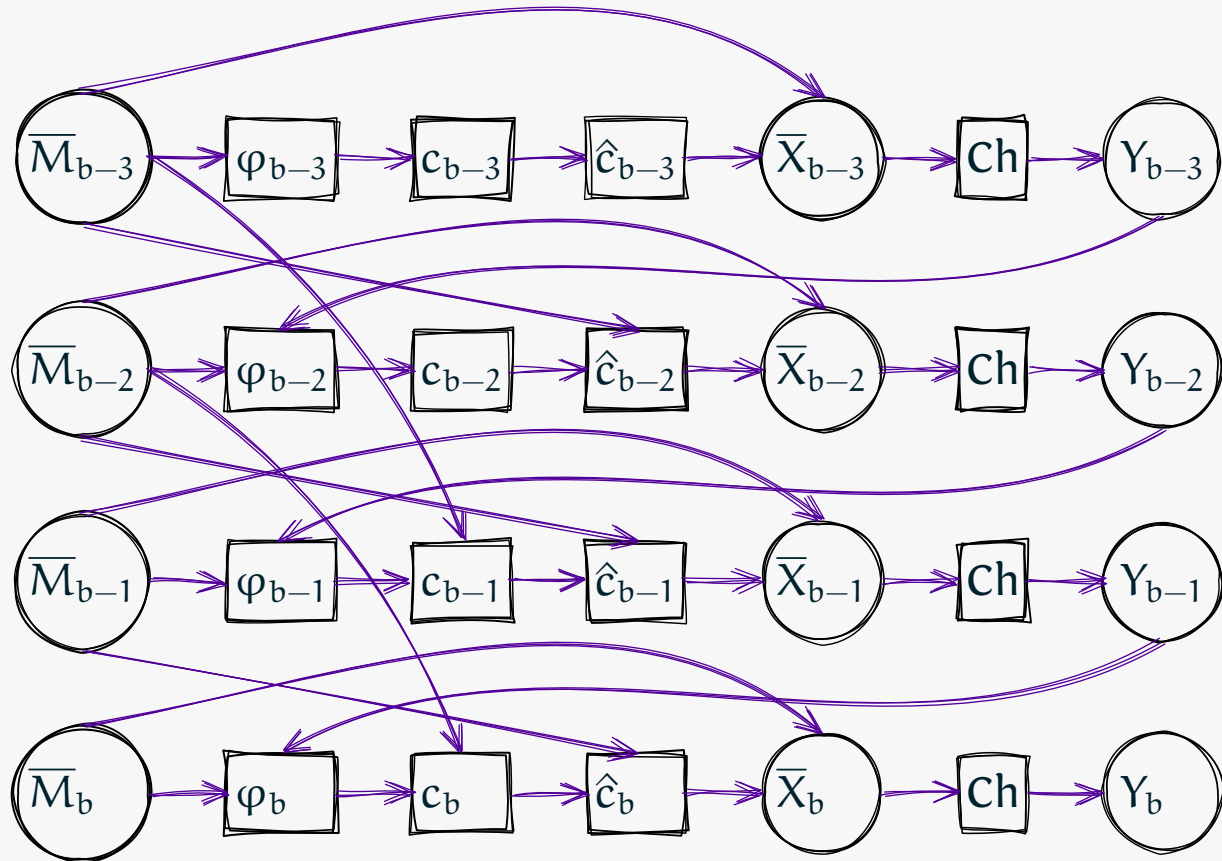 M̅b−3 φb−3 cb−3 ĉb−3 X̅b−3 Ch Yb−3
M̅b−2 φb−2 cb−2 ĉb−2 X̅b−2 Ch Yb−2
M̅b−1 φb−1 cb−1 ĉb−1 X̅b−1 Ch Yb−1
M̅b φb cb ĉb X̅b Ch Yb